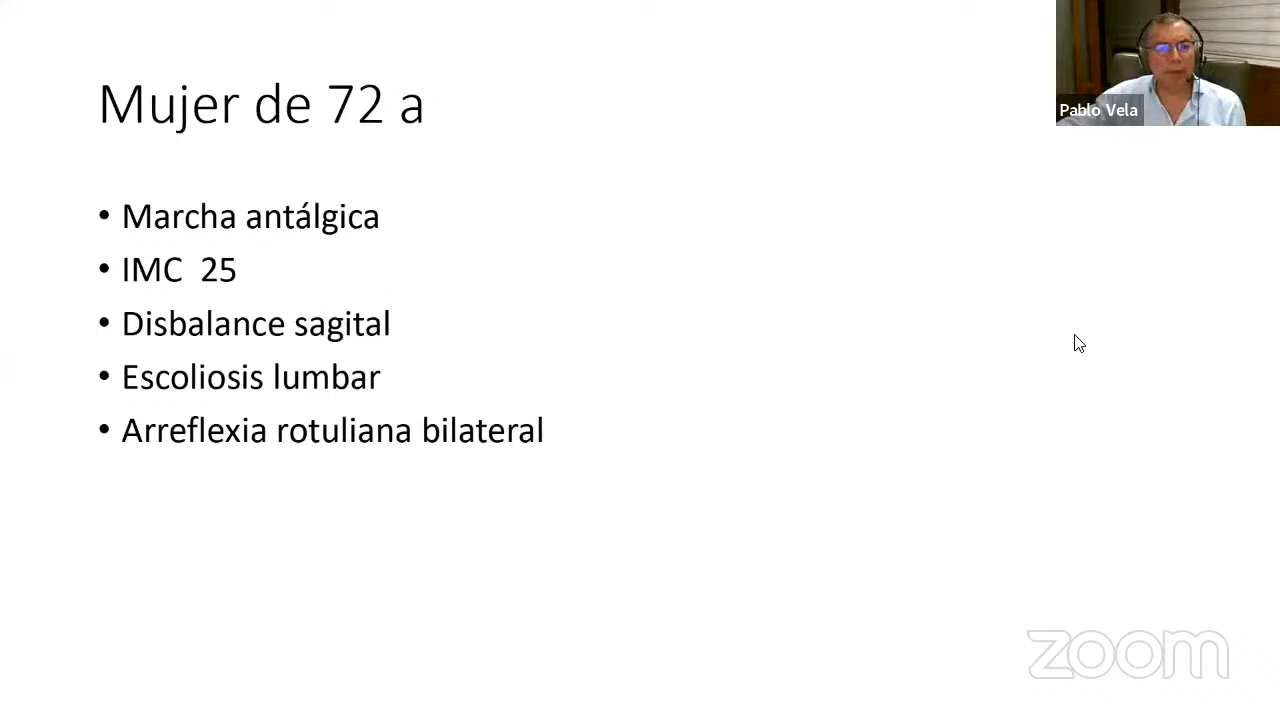 Mujer de 72 a
Pablo Vela
• Marcha antálgica
• IMC  25
• Disbalance sagital
• Escoliosis lumbar
• Arreflexia rotuliana bilateral
zoom